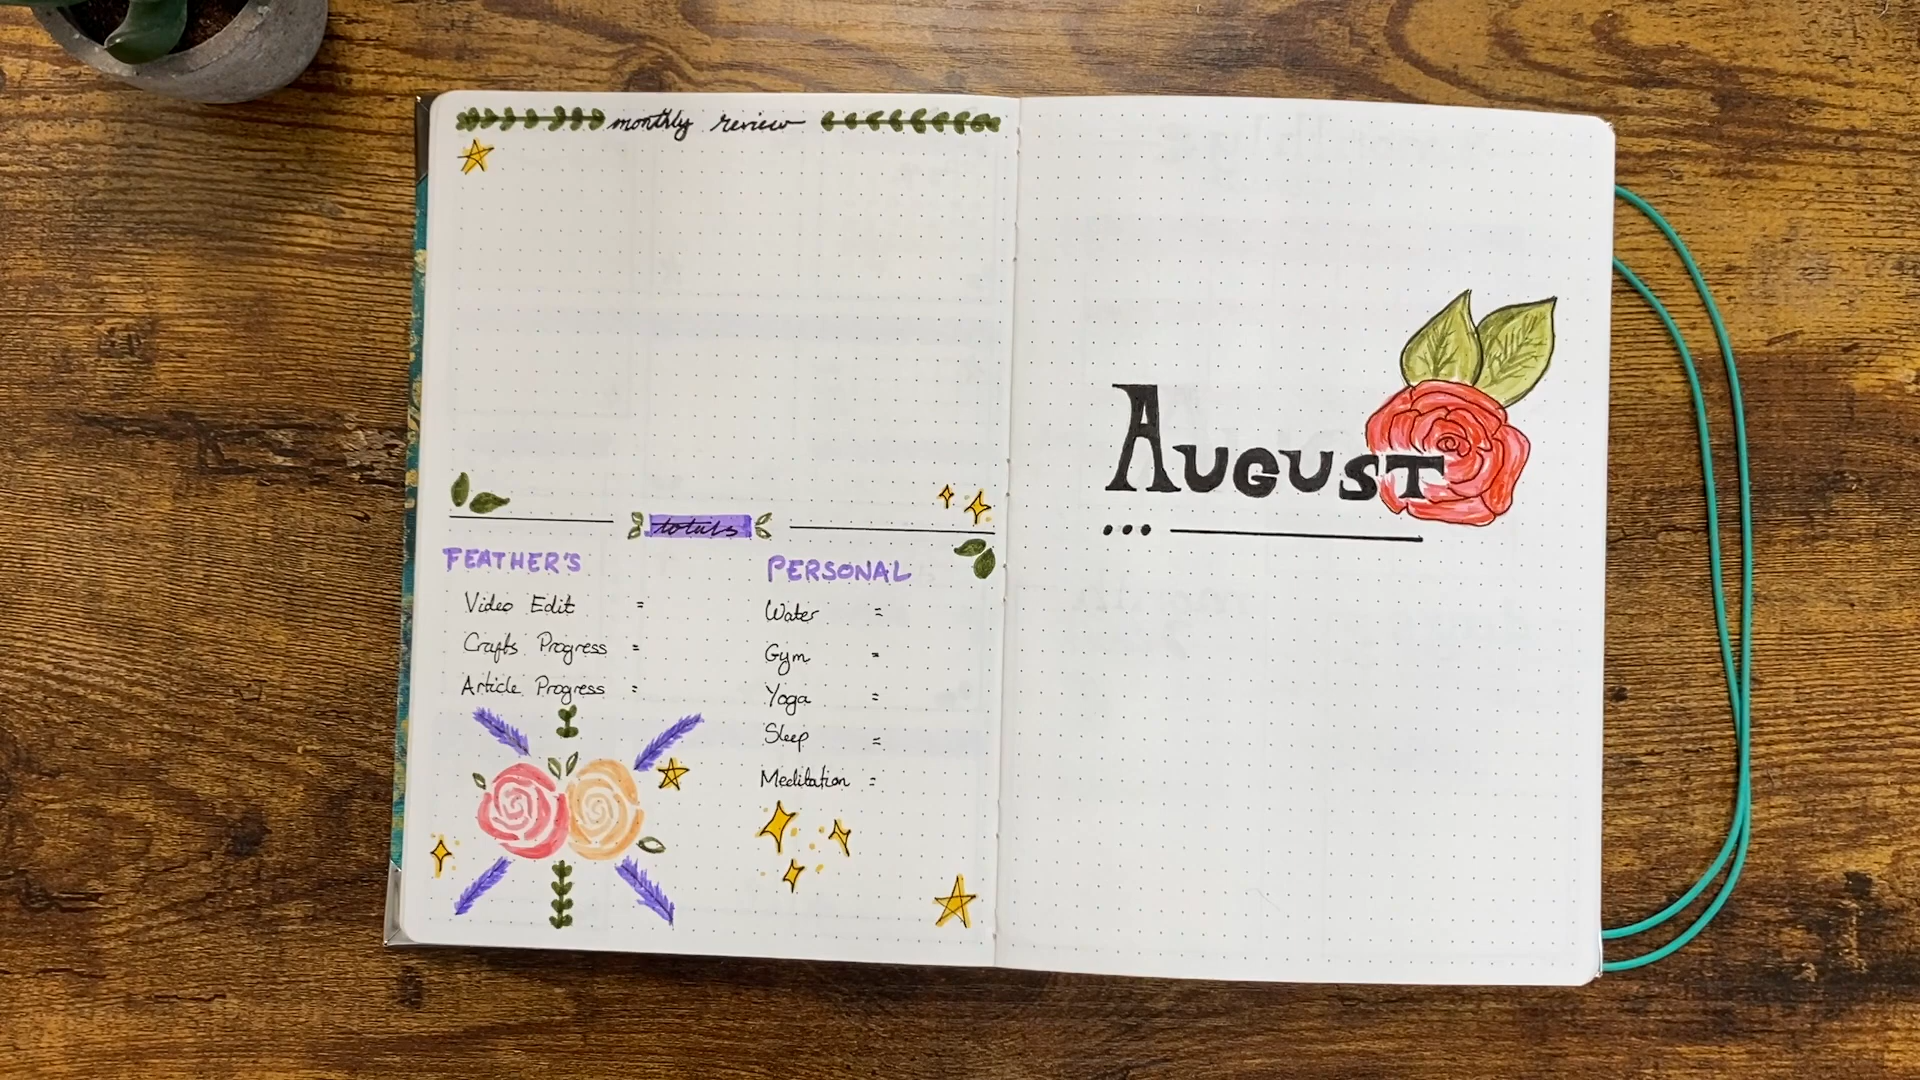 monthly review
totals
FEATHER'S
Video Edit =
Crafts Progress =
Article Progress =
PERSONAL
Water =
Gym =
Yoga =
Sleep =
Meditation =
AUGUST